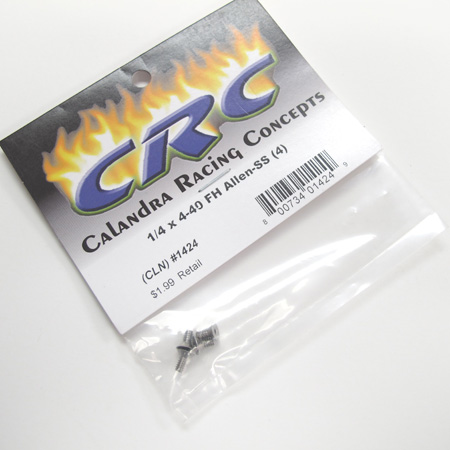 CRC
Calandra Racing Concepts
1/4 x 4-40 FH Allen-SS (4)
(CLN) #1424
$1.99 Retail
8 00734 01424 9